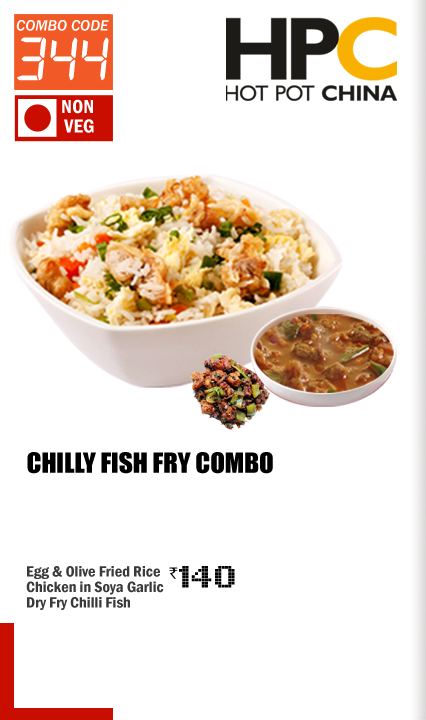 COMBO CODE
344
NON
VEG
HPC
HOT POT CHINA
CHILLY FISH FRY COMBO
Egg & Olive Fried Rice
Chicken in Soya Garlic
Dry Fry Chilli Fish
₹140